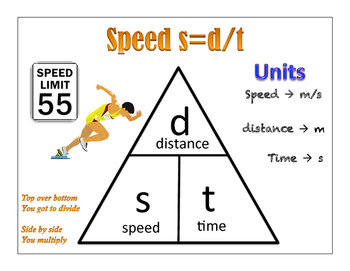 Speed s=d/t
SPEED
LIMIT
55
Units
Speed → m/s
distance → m
Time → s
d
distance
s
speed
t
time
Top over bottom
You got to divide
Side by side
You multiply